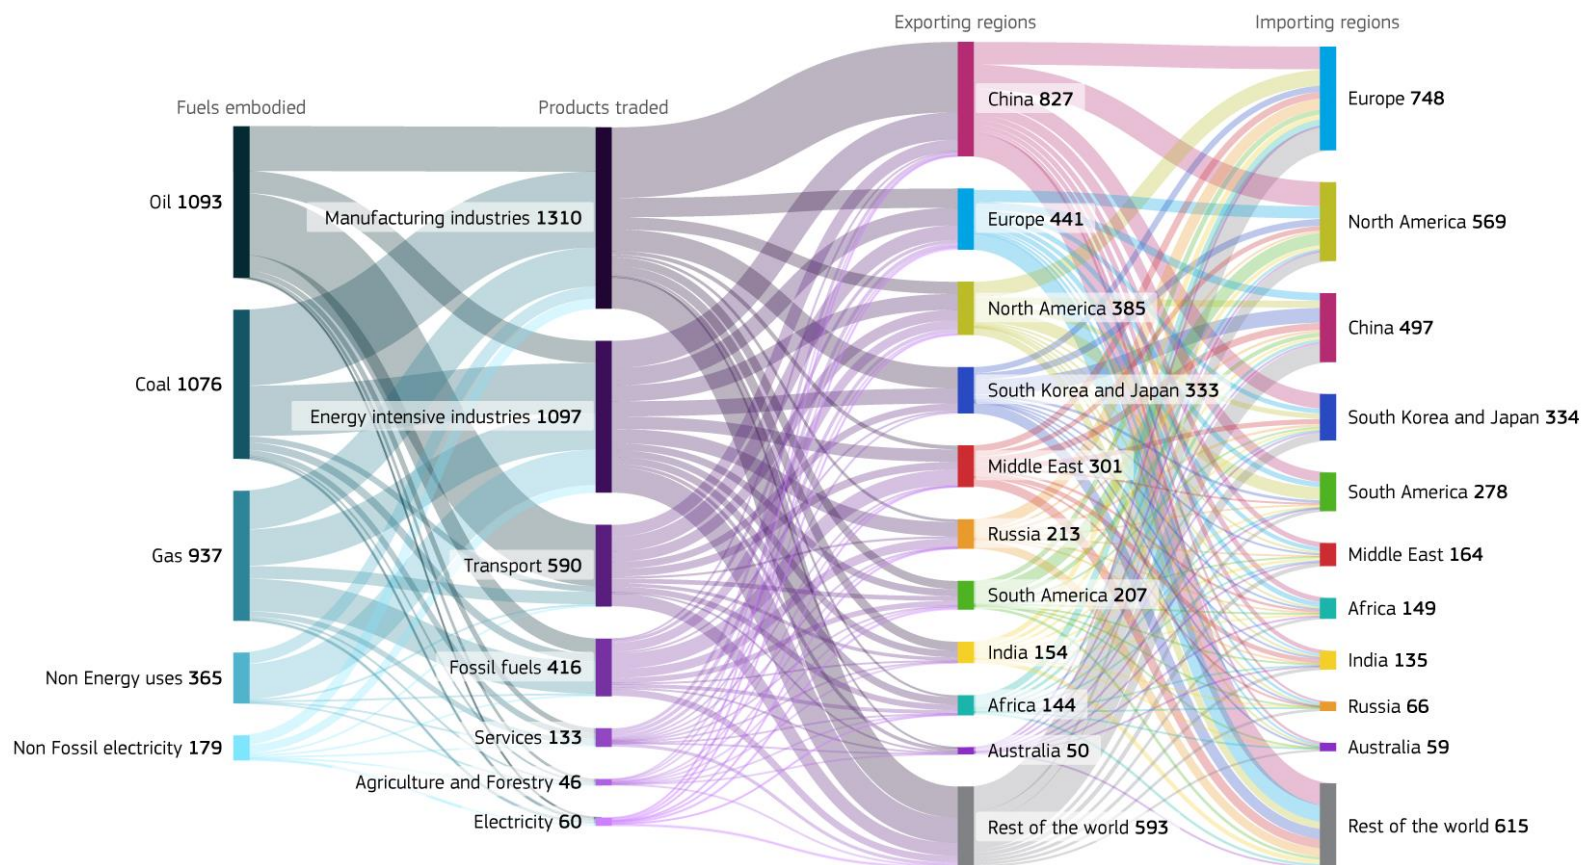 Fuels embodied
Oil 1093
Coal 1076
Gas 937
Non Energy uses 365
Non Fossil electricity 179
Products traded
Manufacturing industries 1310
Energy intensive industries 1097
Transport 590
Fossil fuels 416
Services 133
Agriculture and Forestry 46
Electricity 60
Exporting regions
China 827
Europe 441
North America 385
South Korea and Japan 333
Middle East 301
Russia 213
South America 207
India 154
Africa 144
Australia 50
Rest of the world 593
Importing regions
Europe 748
North America 569
China 497
South Korea and Japan 334
South America 278
Middle East 164
Africa 149
India 135
Russia 66
Australia 59
Rest of the world 615